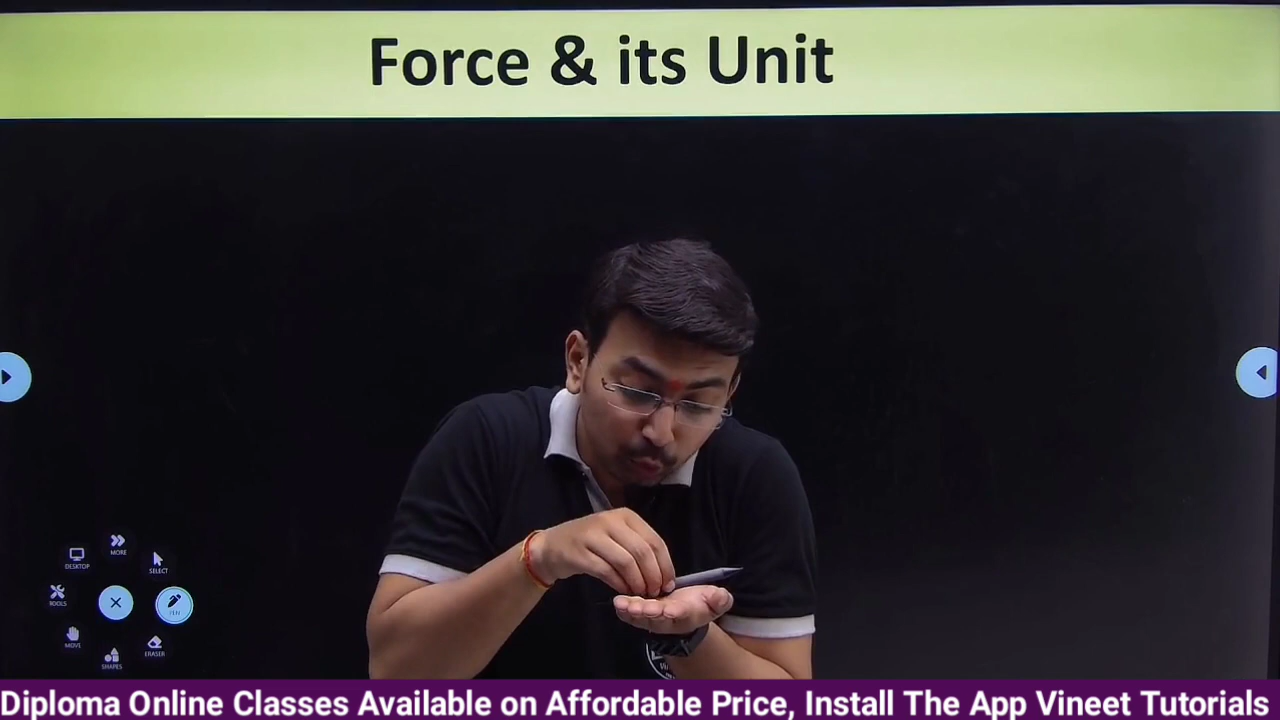 Force & its Unit
MORE
DESKTOP
SELECT
TOOLS
PEN
MOVE
ERASER
SHAPES
Diploma Online Classes Available on Affordable Price, Install The App Vineet Tutorials